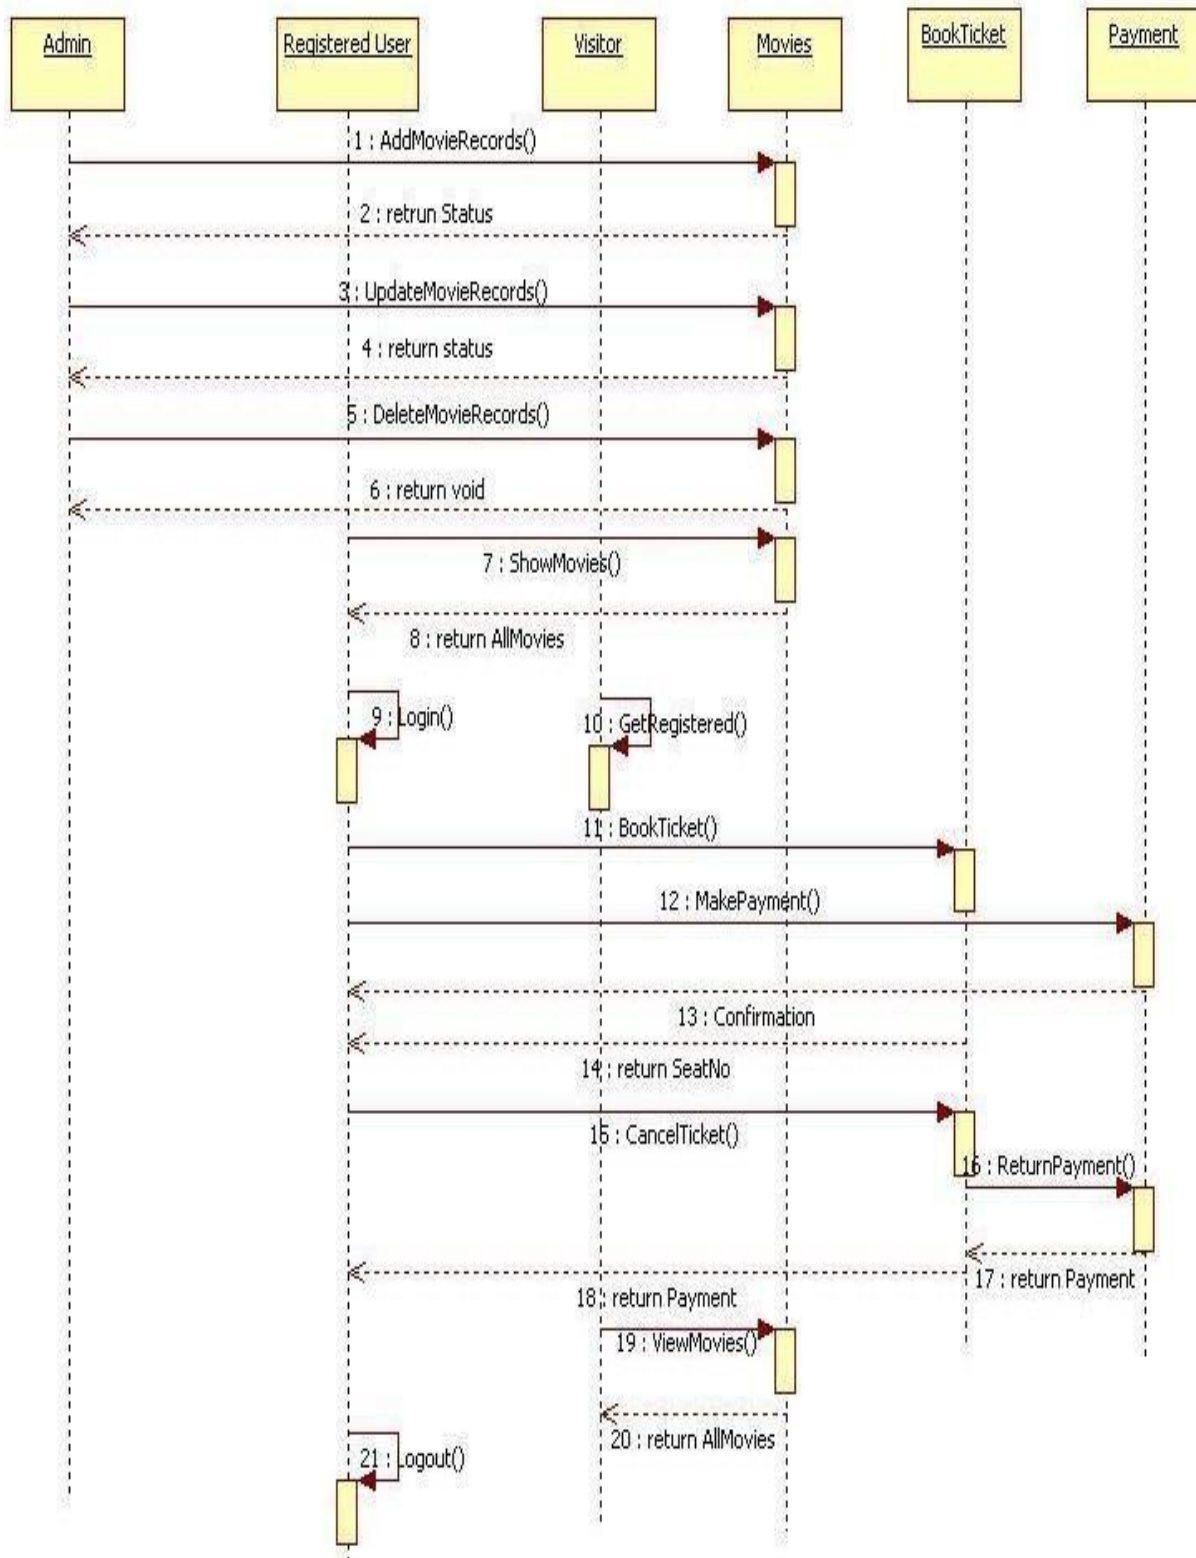 Admin
Registered User
Visitor
Movies
BookTicket
Payment
1 : AddMovieRecords()
2 : retrun Status
3 : UpdateMovieRecords()
4 : return status
5 : DeleteMovieRecords()
6 : return void
7 : ShowMovies()
8 : return AllMovies
9 : Login()
10 : GetRegistered()
11 : BookTicket()
12 : MakePayment()
13 : Confirmation
14 : return SeatNo
15 : CancelTicket()
16 : ReturnPayment()
17 : return Payment
18 : return Payment
19 : ViewMovies()
20 : return AllMovies
21 : Logout()